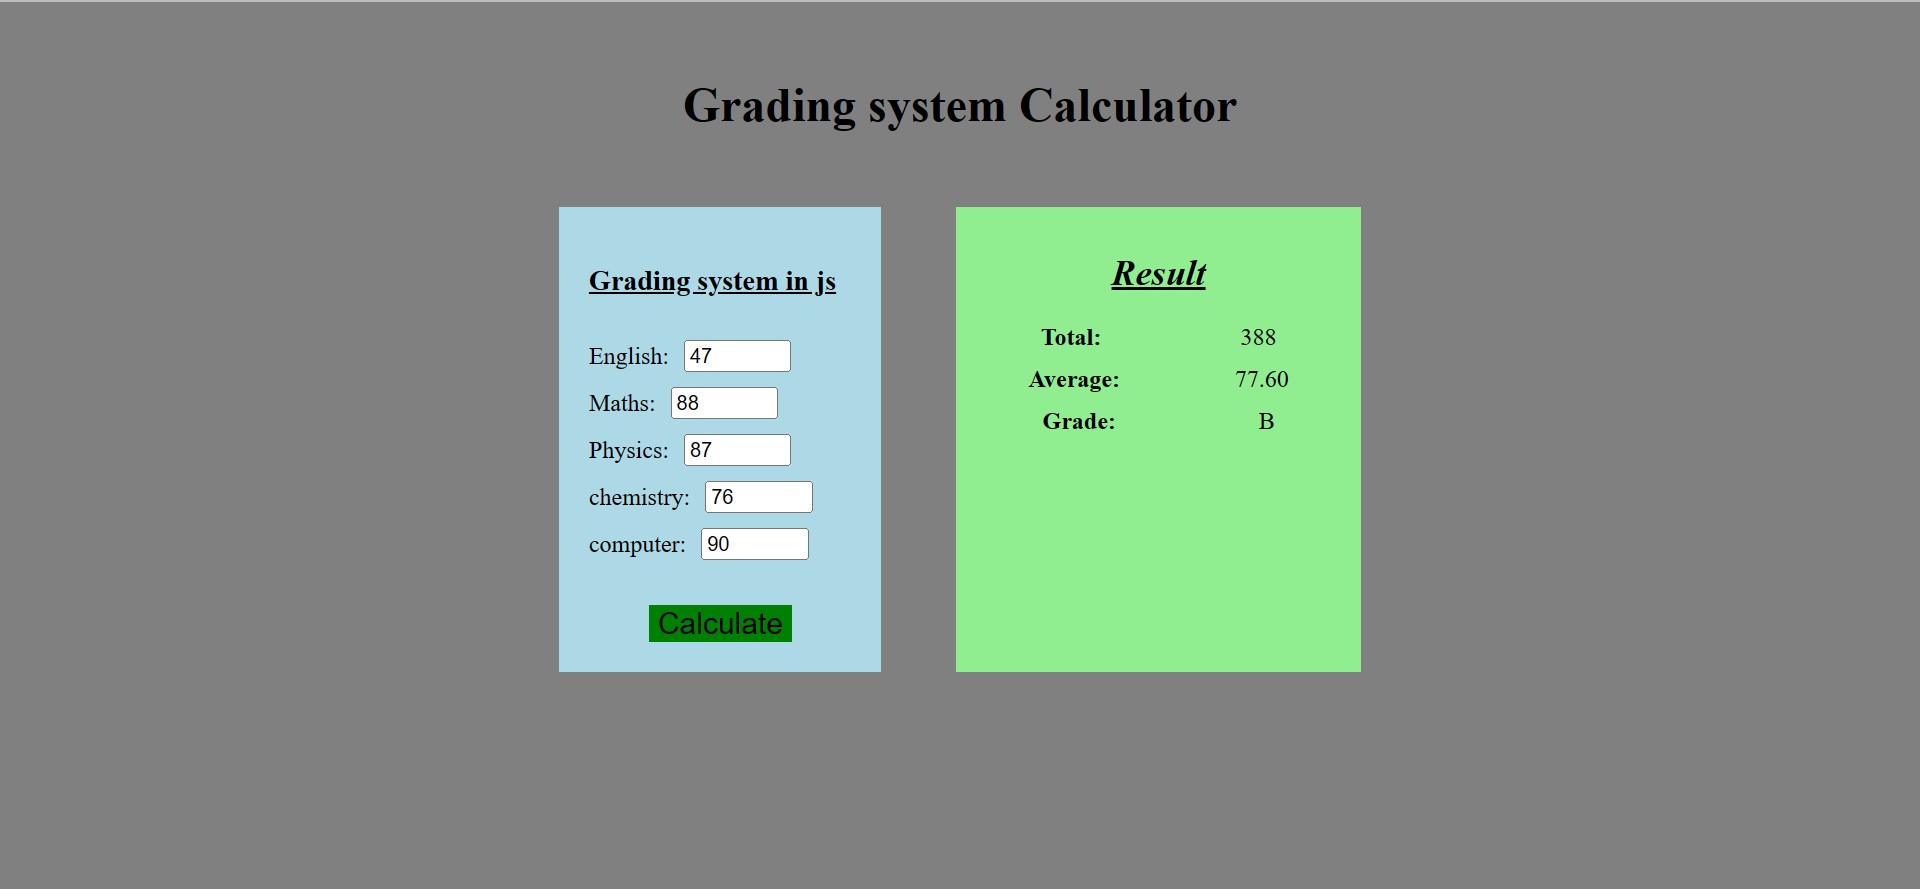 Grading system Calculator
Grading system in js
English: 47
Maths: 88
Physics: 87
chemistry: 76
computer: 90
Calculate
Result
Total: 388
Average: 77.60
Grade: B